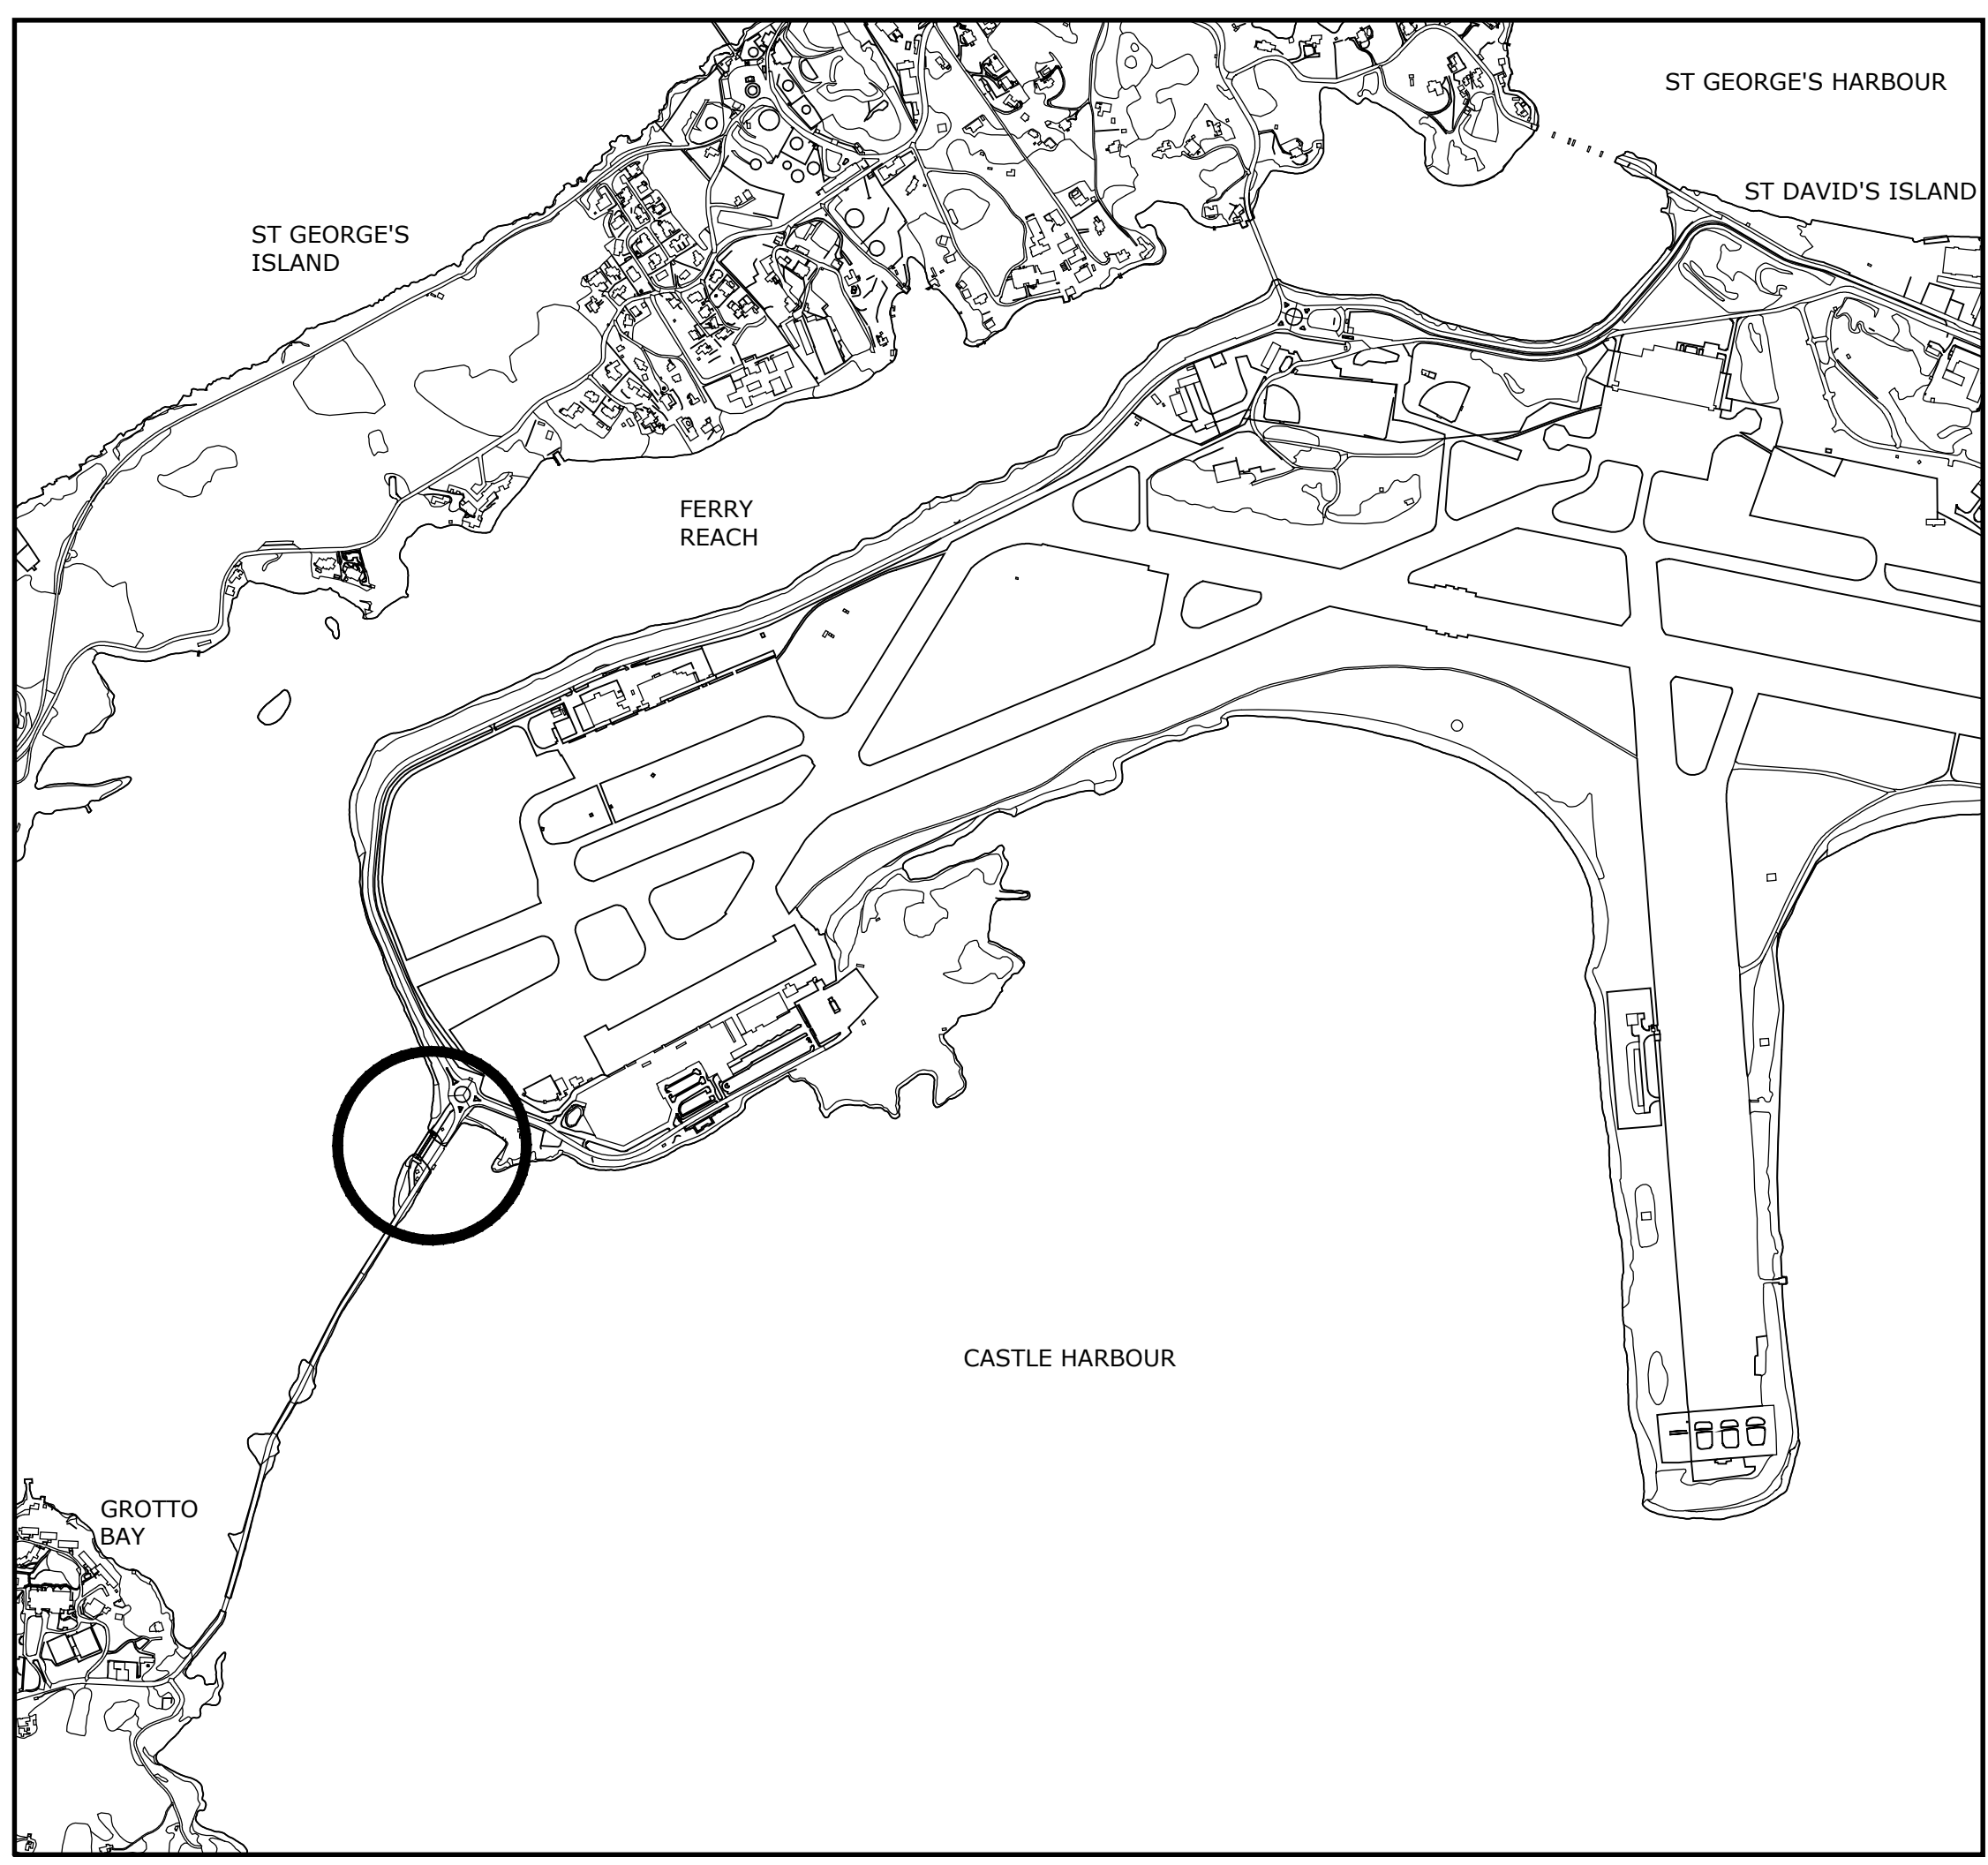 ST GEORGE'S HARBOUR
ST DAVID'S ISLAND
ST GEORGE'S
ISLAND
FERRY
REACH
CASTLE HARBOUR
GROTTO
BAY